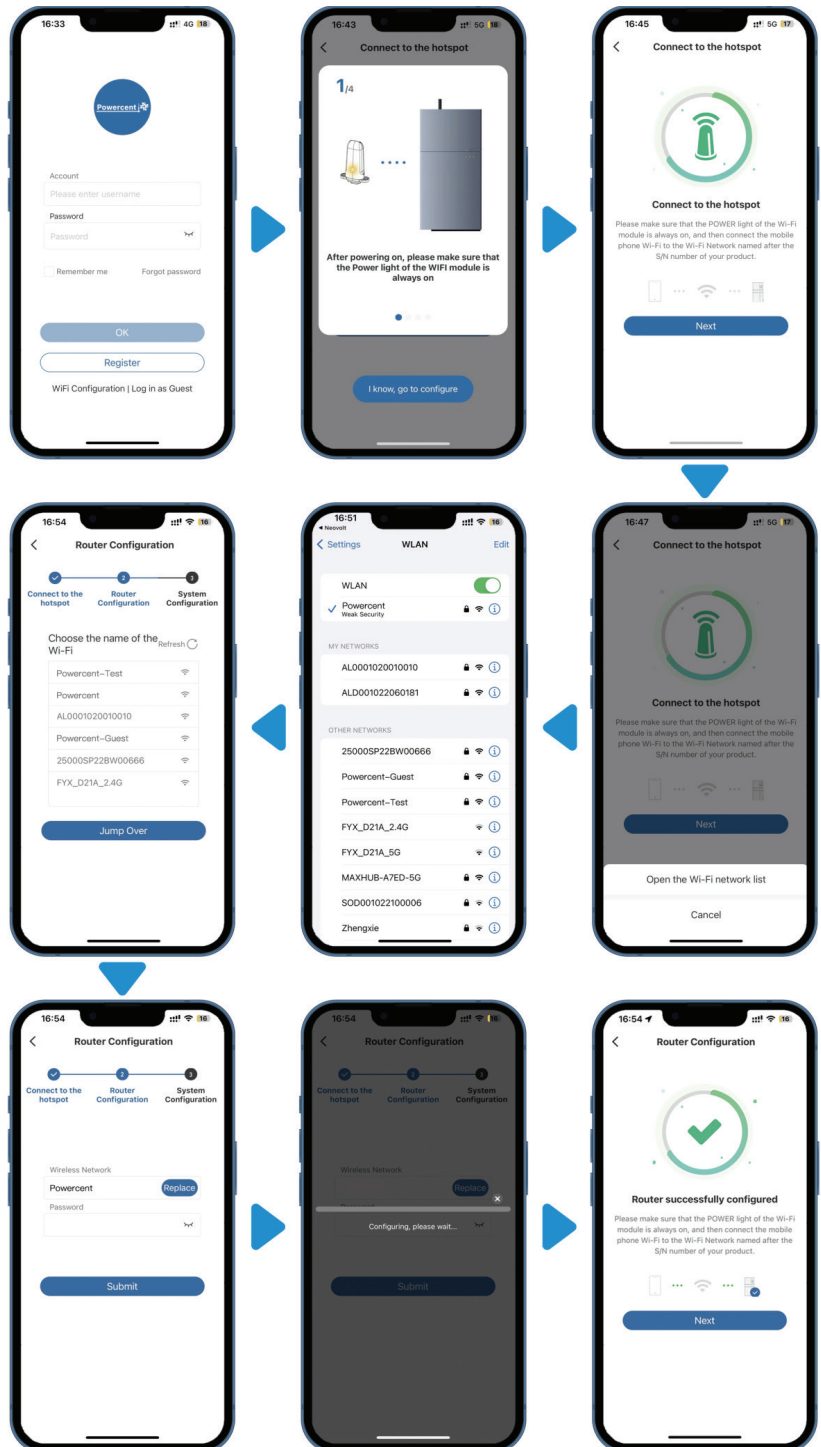 16:33
4G 18
Powercent
Account
Please enter username
Password
Password
Remember me Forgot password
OK
Register
WiFi Configuration | Log in as Guest
16:43
5G 18
Connect to the hotspot
1/4
After powering on, please make sure that
the Power light of the WIFI module is
always on
I know, go to configure
16:45
5G 17
Connect to the hotspot
Connect to the hotspot
Please make sure that the POWER light of the Wi-Fi
module is always on, and then connect the mobile
phone Wi-Fi to the Wi-Fi Network named after the
S/N number of your product.
Next
16:47
5G 17
Connect to the hotspot
Connect to the hotspot
Please make sure that the POWER light of the Wi-Fi
module is always on, and then connect the mobile
phone Wi-Fi to the Wi-Fi Network named after the
S/N number of your product.
Next
Open the Wi-Fi network list
Cancel
16:51
16
Neovolt
Settings WLAN Edit
WLAN
Powercent
Weak Security
MY NETWORKS
AL0001020010010
ALD001022060181
OTHER NETWORKS
25000SP22BW00666
Powercent-Guest
Powercent-Test
FYX_D21A_2.4G
FYX_D21A_5G
MAXHUB-A7ED-5G
SOD001022100006
Zhengxie
16:54
16
Router Configuration
2 3
Connect to the Router System
hotspot Configuration Configuration
Choose the name of the Refresh
Wi-Fi
Powercent-Test
Powercent
AL0001020010010
Powercent-Guest
25000SP22BW00666
FYX_D21A_2.4G
Jump Over
16:54
16
Router Configuration
2 3
Connect to the Router System
hotspot Configuration Configuration
Wireless Network
Powercent Replace
Password
Submit
16:54
16
Router Configuration
2 3
Connect to the Router System
hotspot Configuration Configuration
Wireless Network
Replace
Password
Configuring, please wait...
Submit
16:54
16
Router Configuration
Router successfully configured
Please make sure that the POWER light of the Wi-Fi
module is always on, and then connect the mobile
phone Wi-Fi to the Wi-Fi Network named after the
S/N number of your product.
Next